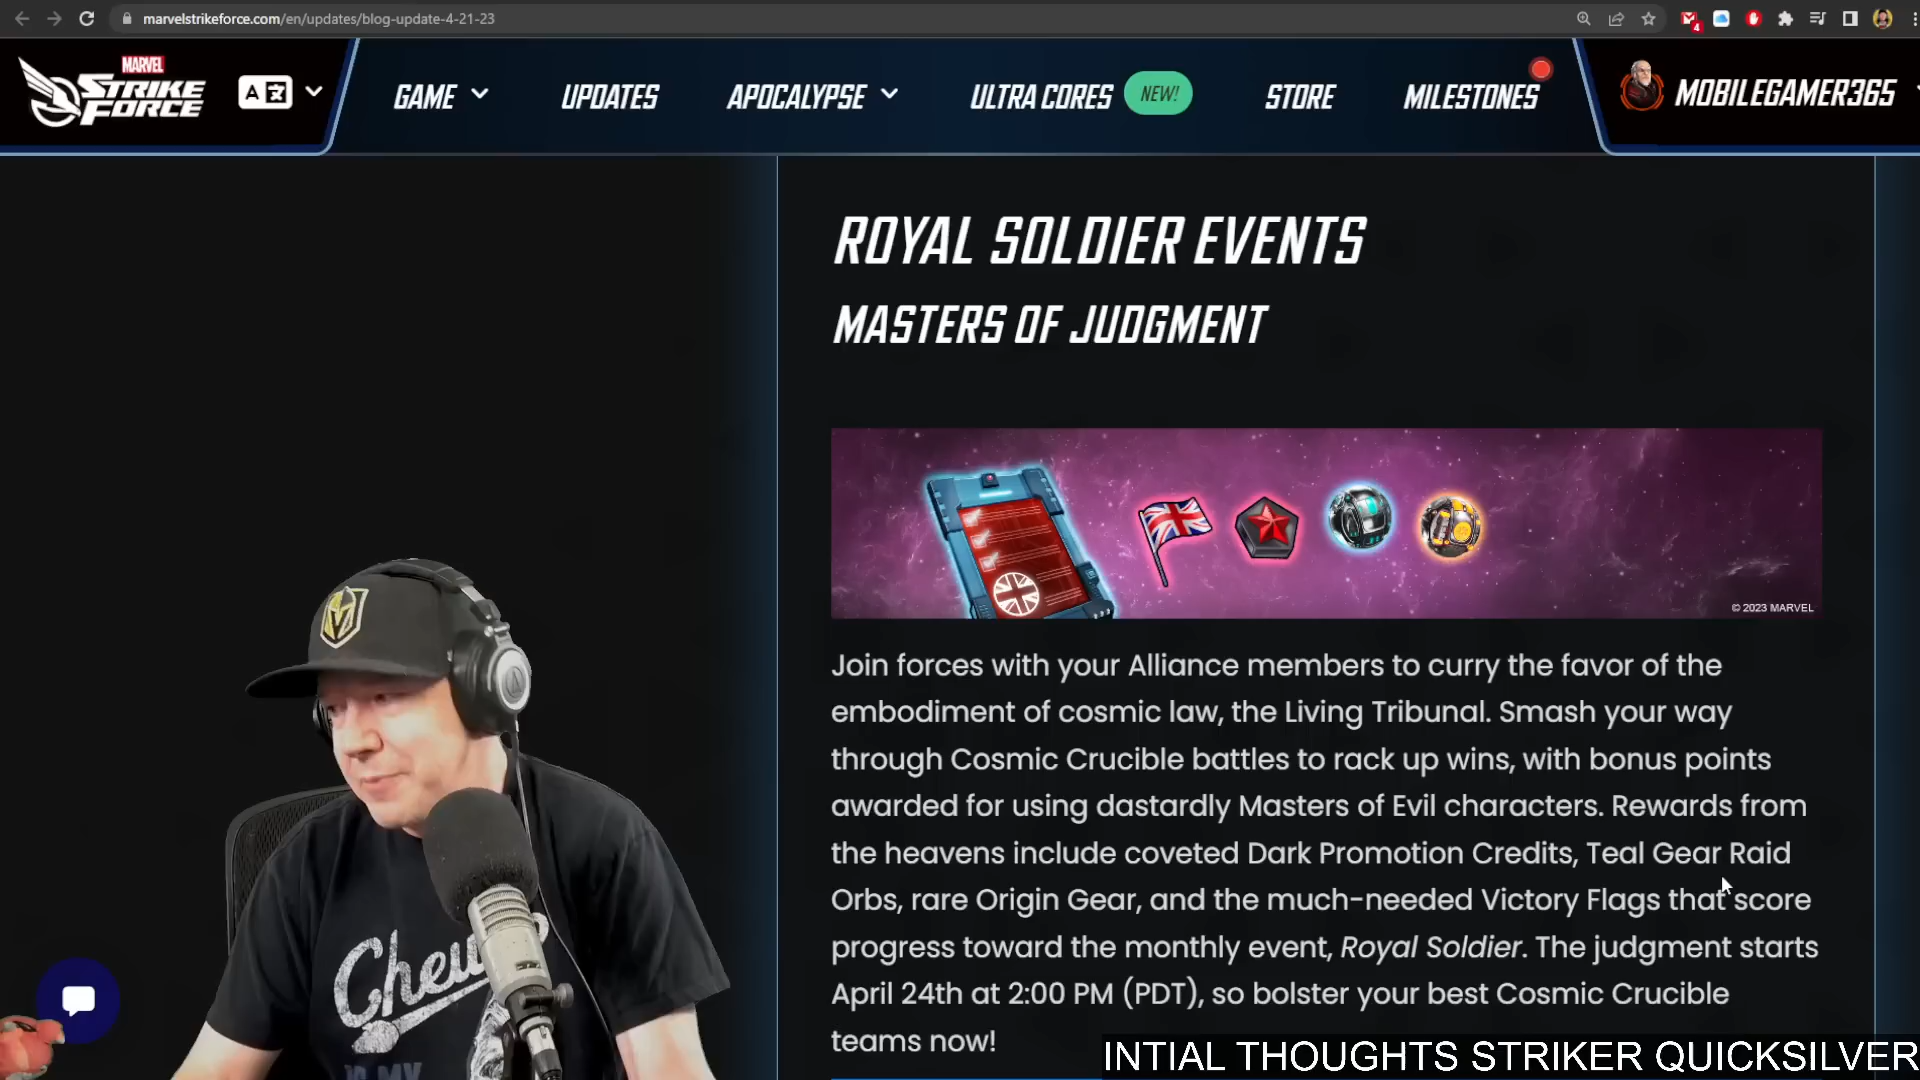 marvelstrikeforce.com/en/updates/blog-update-4-21-23
4
MARVEL
STRIKE
FORCE
A
GAME
UPDATES
APOCALYPSE
ULTRA CORES
NEW!
STORE
MILESTONES
MOBILEGAMER365
ROYAL SOLDIER EVENTS
MASTERS OF JUDGMENT
© 2023 MARVEL
Join forces with your Alliance members to curry the favor of the
embodiment of cosmic law, the Living Tribunal. Smash your way
through Cosmic Crucible battles to rack up wins, with bonus points
awarded for using dastardly Masters of Evil characters. Rewards from
the heavens include coveted Dark Promotion Credits, Teal Gear Raid
Orbs, rare Origin Gear, and the much-needed Victory Flags that score
progress toward the monthly event, Royal Soldier. The judgment starts
April 24th at 2:00 PM (PDT), so bolster your best Cosmic Crucible
teams now!
INTIAL THOUGHTS STRIKER QUICKSILVER